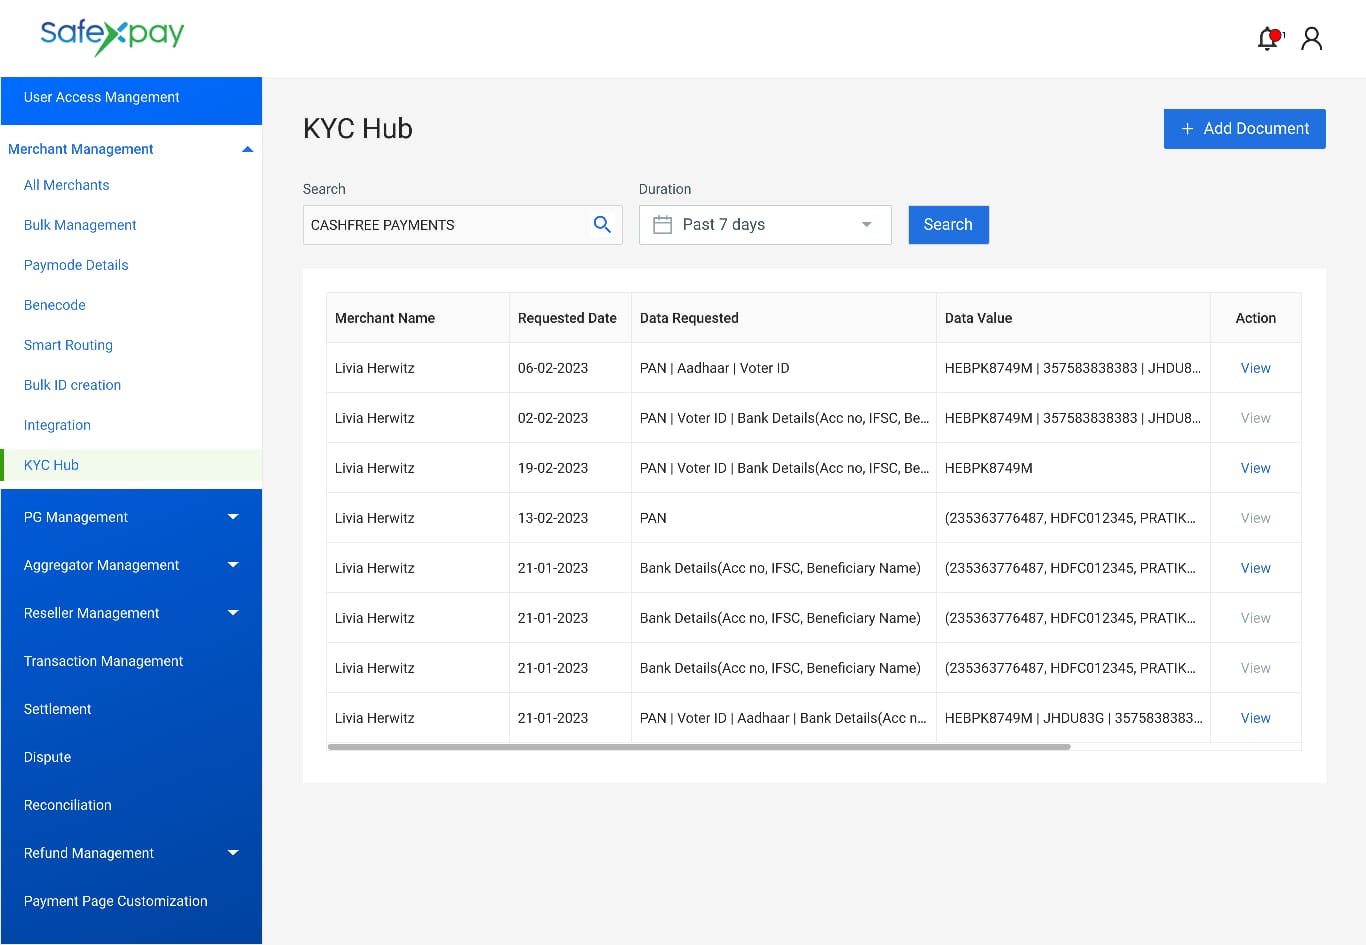 Safexpay
1
User Access Mangement
Merchant Management
All Merchants
Bulk Management
Paymode Details
Benecode
Smart Routing
Bulk ID creation
Integration
KYC Hub
PG Management
Aggregator Management
Reseller Management
Transaction Management
Settlement
Dispute
Reconciliation
Refund Management
Payment Page Customization
KYC Hub
+ Add Document
Search
Duration
CASHFREE PAYMENTS
Past 7 days
Search
Merchant Name Requested Date Data Requested Data Value Action
Livia Herwitz 06-02-2023 PAN | Aadhaar | Voter ID HEBPK8749M | 357583838383 | JHDU8... View
Livia Herwitz 02-02-2023 PAN | Voter ID | Bank Details(Acc no, IFSC, Be... HEBPK8749M | 357583838383 | JHDU8... View
Livia Herwitz 19-02-2023 PAN | Voter ID | Bank Details(Acc no, IFSC, Be... HEBPK8749M View
Livia Herwitz 13-02-2023 PAN (235363776487, HDFC012345, PRATIK... View
Livia Herwitz 21-01-2023 Bank Details(Acc no, IFSC, Beneficiary Name) (235363776487, HDFC012345, PRATIK... View
Livia Herwitz 21-01-2023 Bank Details(Acc no, IFSC, Beneficiary Name) (235363776487, HDFC012345, PRATIK... View
Livia Herwitz 21-01-2023 Bank Details(Acc no, IFSC, Beneficiary Name) (235363776487, HDFC012345, PRATIK... View
Livia Herwitz 21-01-2023 PAN | Voter ID | Aadhaar | Bank Details(Acc n... HEBPK8749M | JHDU83G | 3575838383... View